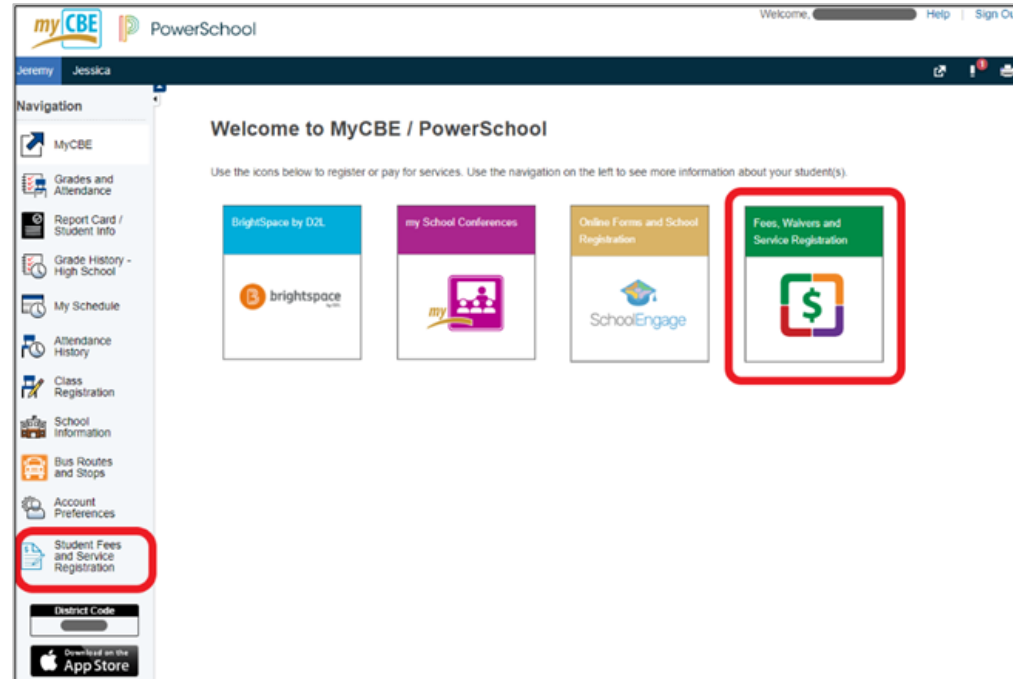 my CBE PowerSchool
Welcome, Help | Sign Ou
Jeremy Jessica
Navigation
MyCBE
Grades and
Attendance
Report Card /
Student Info
Grade History -
High School
My Schedule
Attendance
History
Class
Registration
School
Information
Bus Routes
and Stops
Account
Preferences
Student Fees
and Service
Registration
District Code
Download on the
App Store
Welcome to MyCBE / PowerSchool
Use the icons below to register or pay for services. Use the navigation on the left to see more information about your student(s).
BrightSpace by D2L
brightspace
my School Conferences
my
Online Forms and School
Registration
SchoolEngage
Fees, Waivers and
Service Registration
$